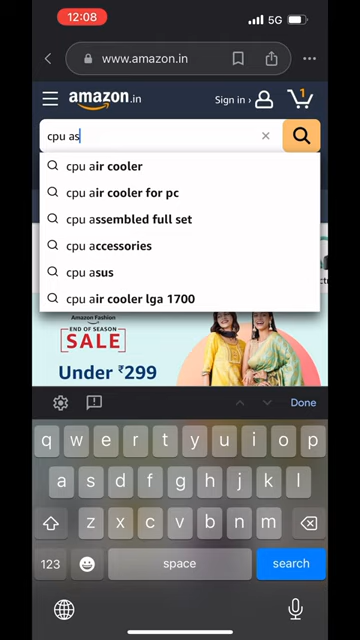 12:08
5G
www.amazon.in
amazon.in
Sign in ›
1
cpu as
cpu air cooler
cpu air cooler for pc
cpu assembled full set
cpu accessories
cpu asus
cpu air cooler lga 1700
Amazon Fashion
END OF SEASON
SALE
Under ₹299
Done
q w e r t y u i o p
a s d f g h j k l
z x c v b n m
123
space
search